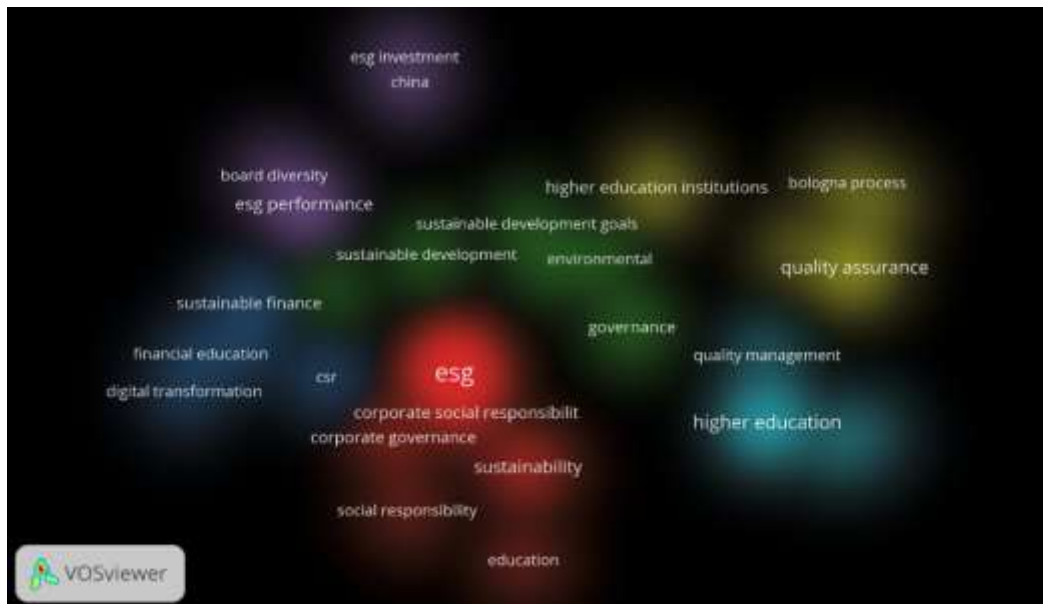 esg investment
china
board diversity
esg performance
higher education institutions
bologna process
sustainable development goals
sustainable development
environmental
quality assurance
sustainable finance
governance
financial education
quality management
digital transformation
csr
esg
corporate social responsibilit
higher education
corporate governance
sustainability
social responsibility
education
VOSviewer